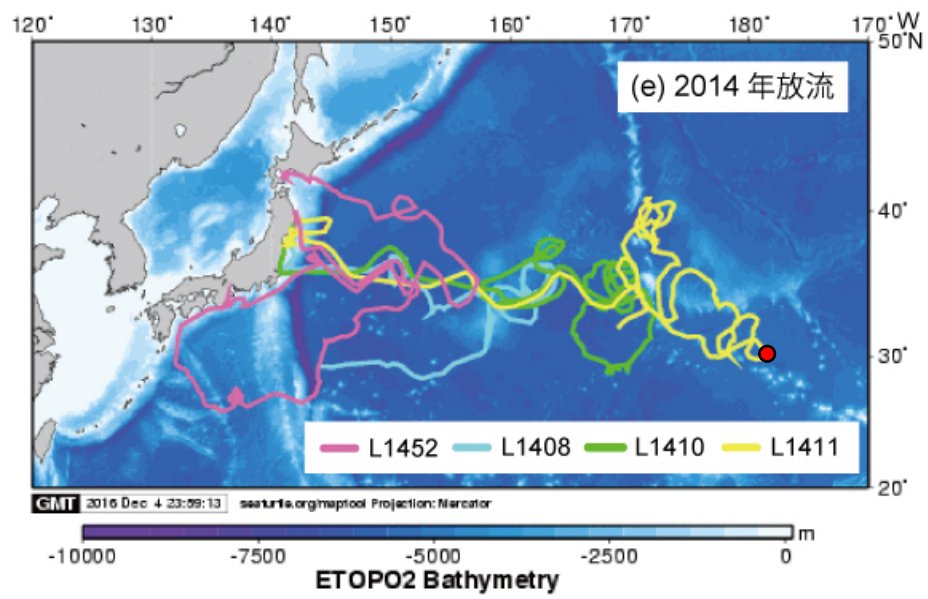 120° 130° 140° 150° 160° 170° 180° 170°W
50°N
(e) 2014 年放流
40°
30°
L1452 L1408 L1410 L1411
20°
GMT 2016 Dec 4 23:59:13 seaturtle.org/maptool Projection: Mercator
m
-10000 -7500 -5000 -2500 0
ETOPO2 Bathymetry